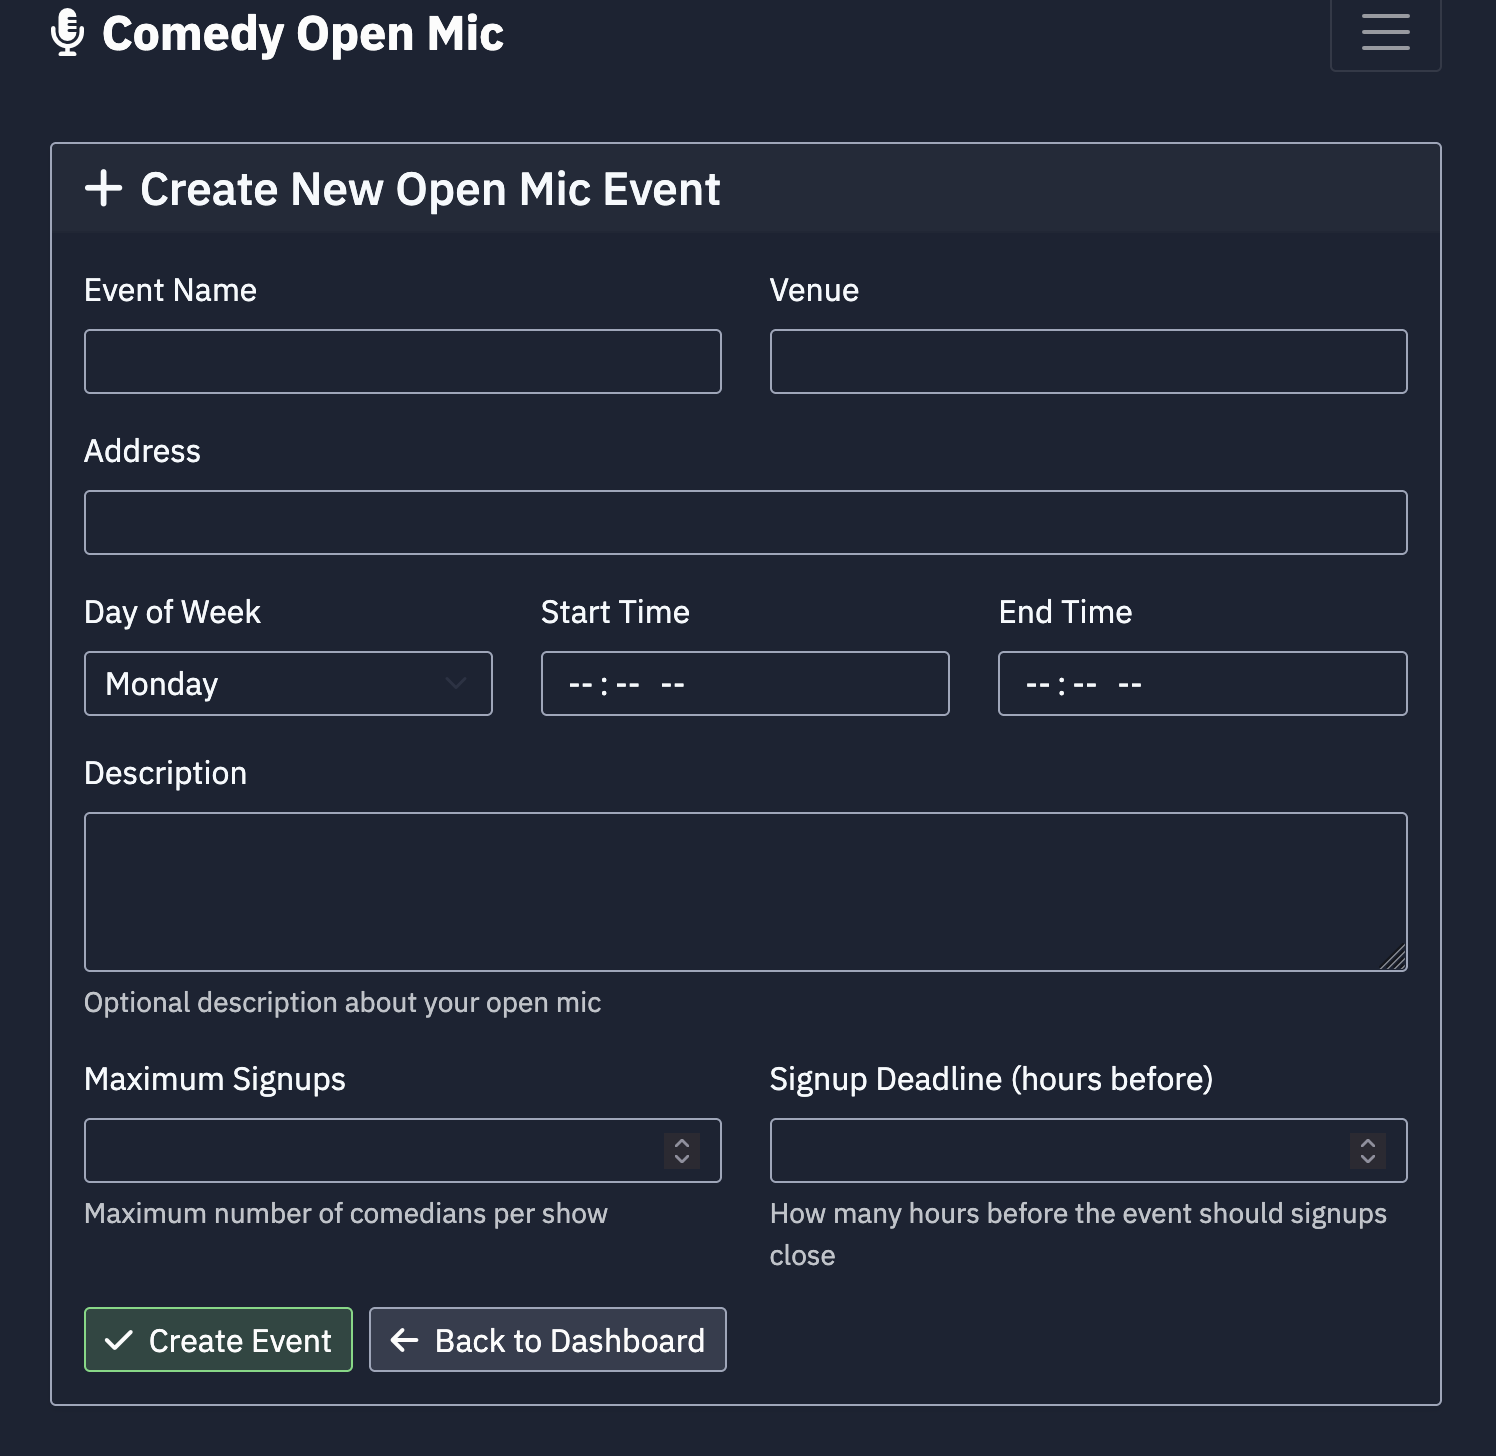 Comedy Open Mic
Create New Open Mic Event
Event Name
Venue
Address
Day of Week
Start Time
End Time
Monday
--:-- --
--:-- --
Description
Optional description about your open mic
Maximum Signups
Signup Deadline (hours before)
Maximum number of comedians per show
How many hours before the event should signups
close
Create Event
Back to Dashboard